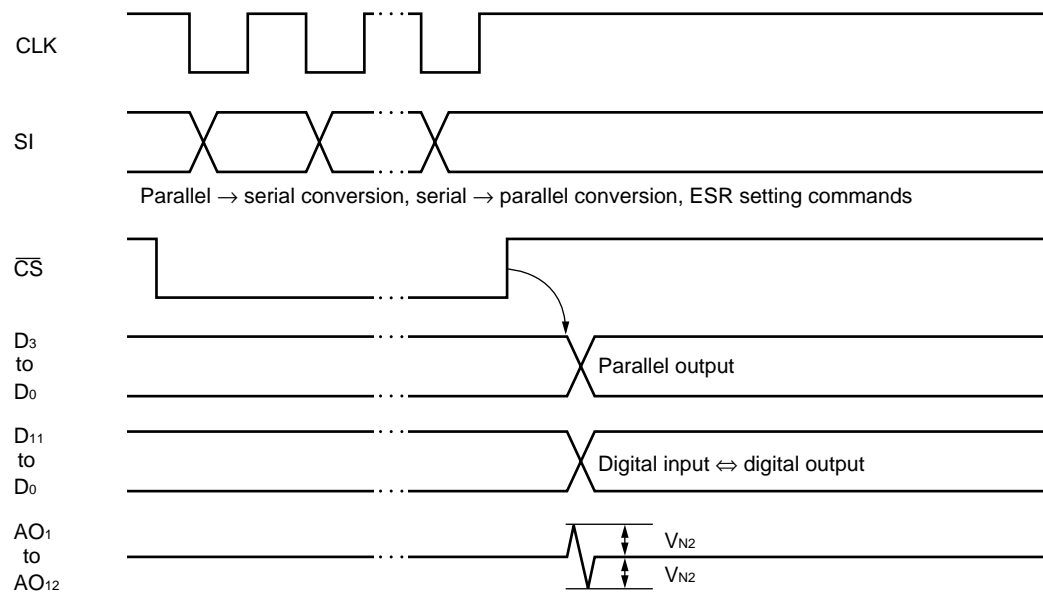 CLK
SI
Parallel → serial conversion, serial → parallel conversion, ESR setting commands
C̅S̅
D₃
to
D₀
Parallel output
D₁₁
to
D₀
Digital input ⇔ digital output
AO₁
to
AO₁₂
VN2
VN2